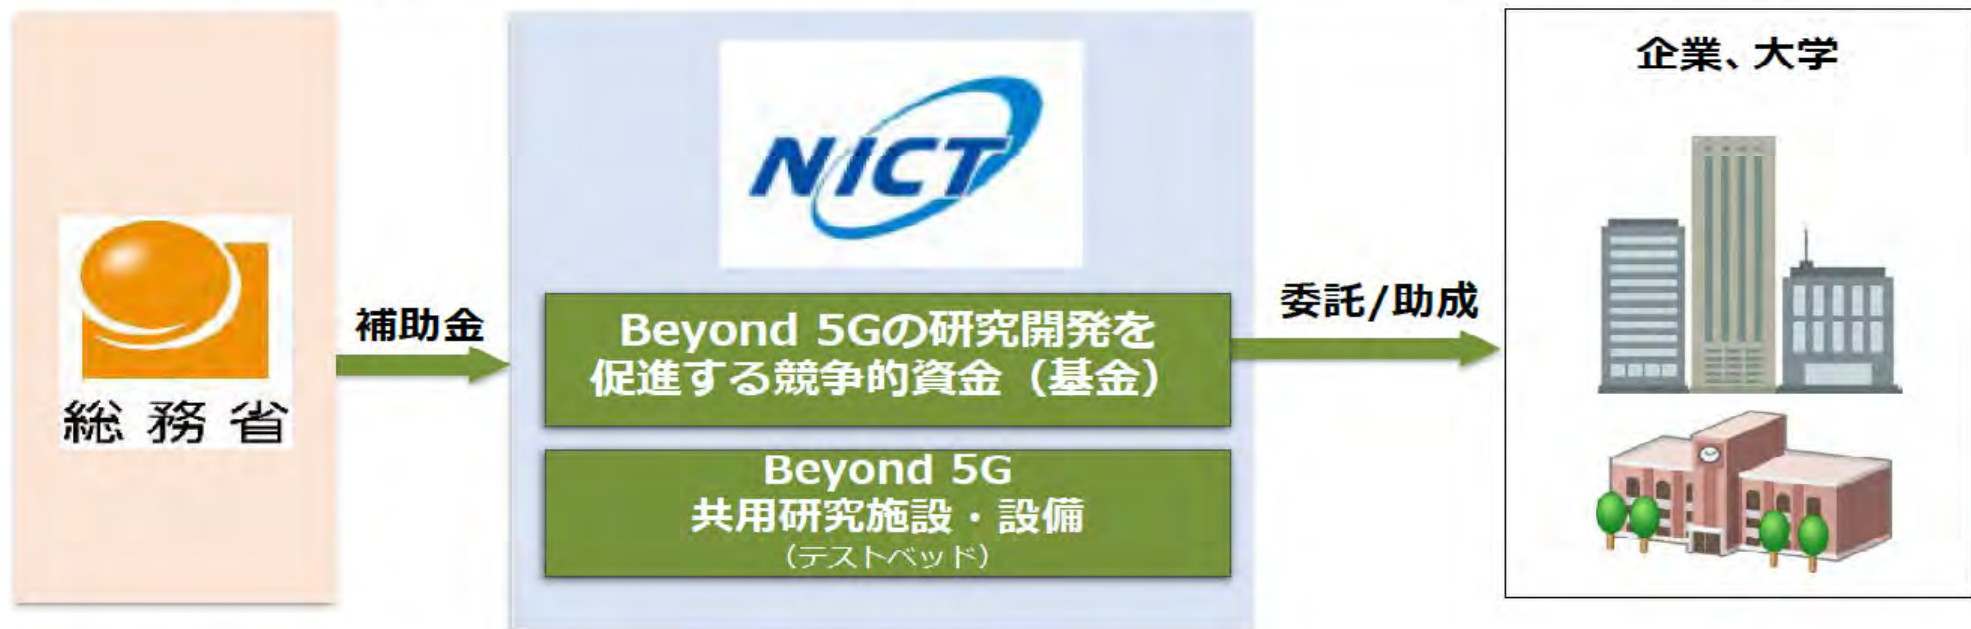 総務省
補助金
NICT
Beyond 5Gの研究開発を
促進する競争的資金（基金）
Beyond 5G
共用研究施設・設備
（テストベッド）
委託/助成
企業、大学